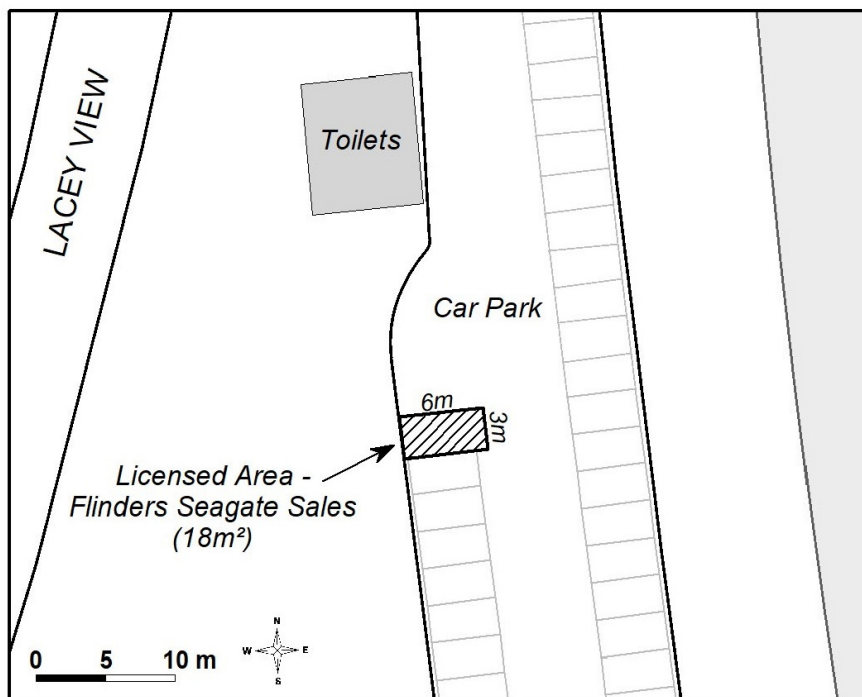 LACEY VIEW
Toilets
Car Park
6m
3m
Licensed Area -
Flinders Seagate Sales
(18m²)
N
W E
S
0 5 10 m